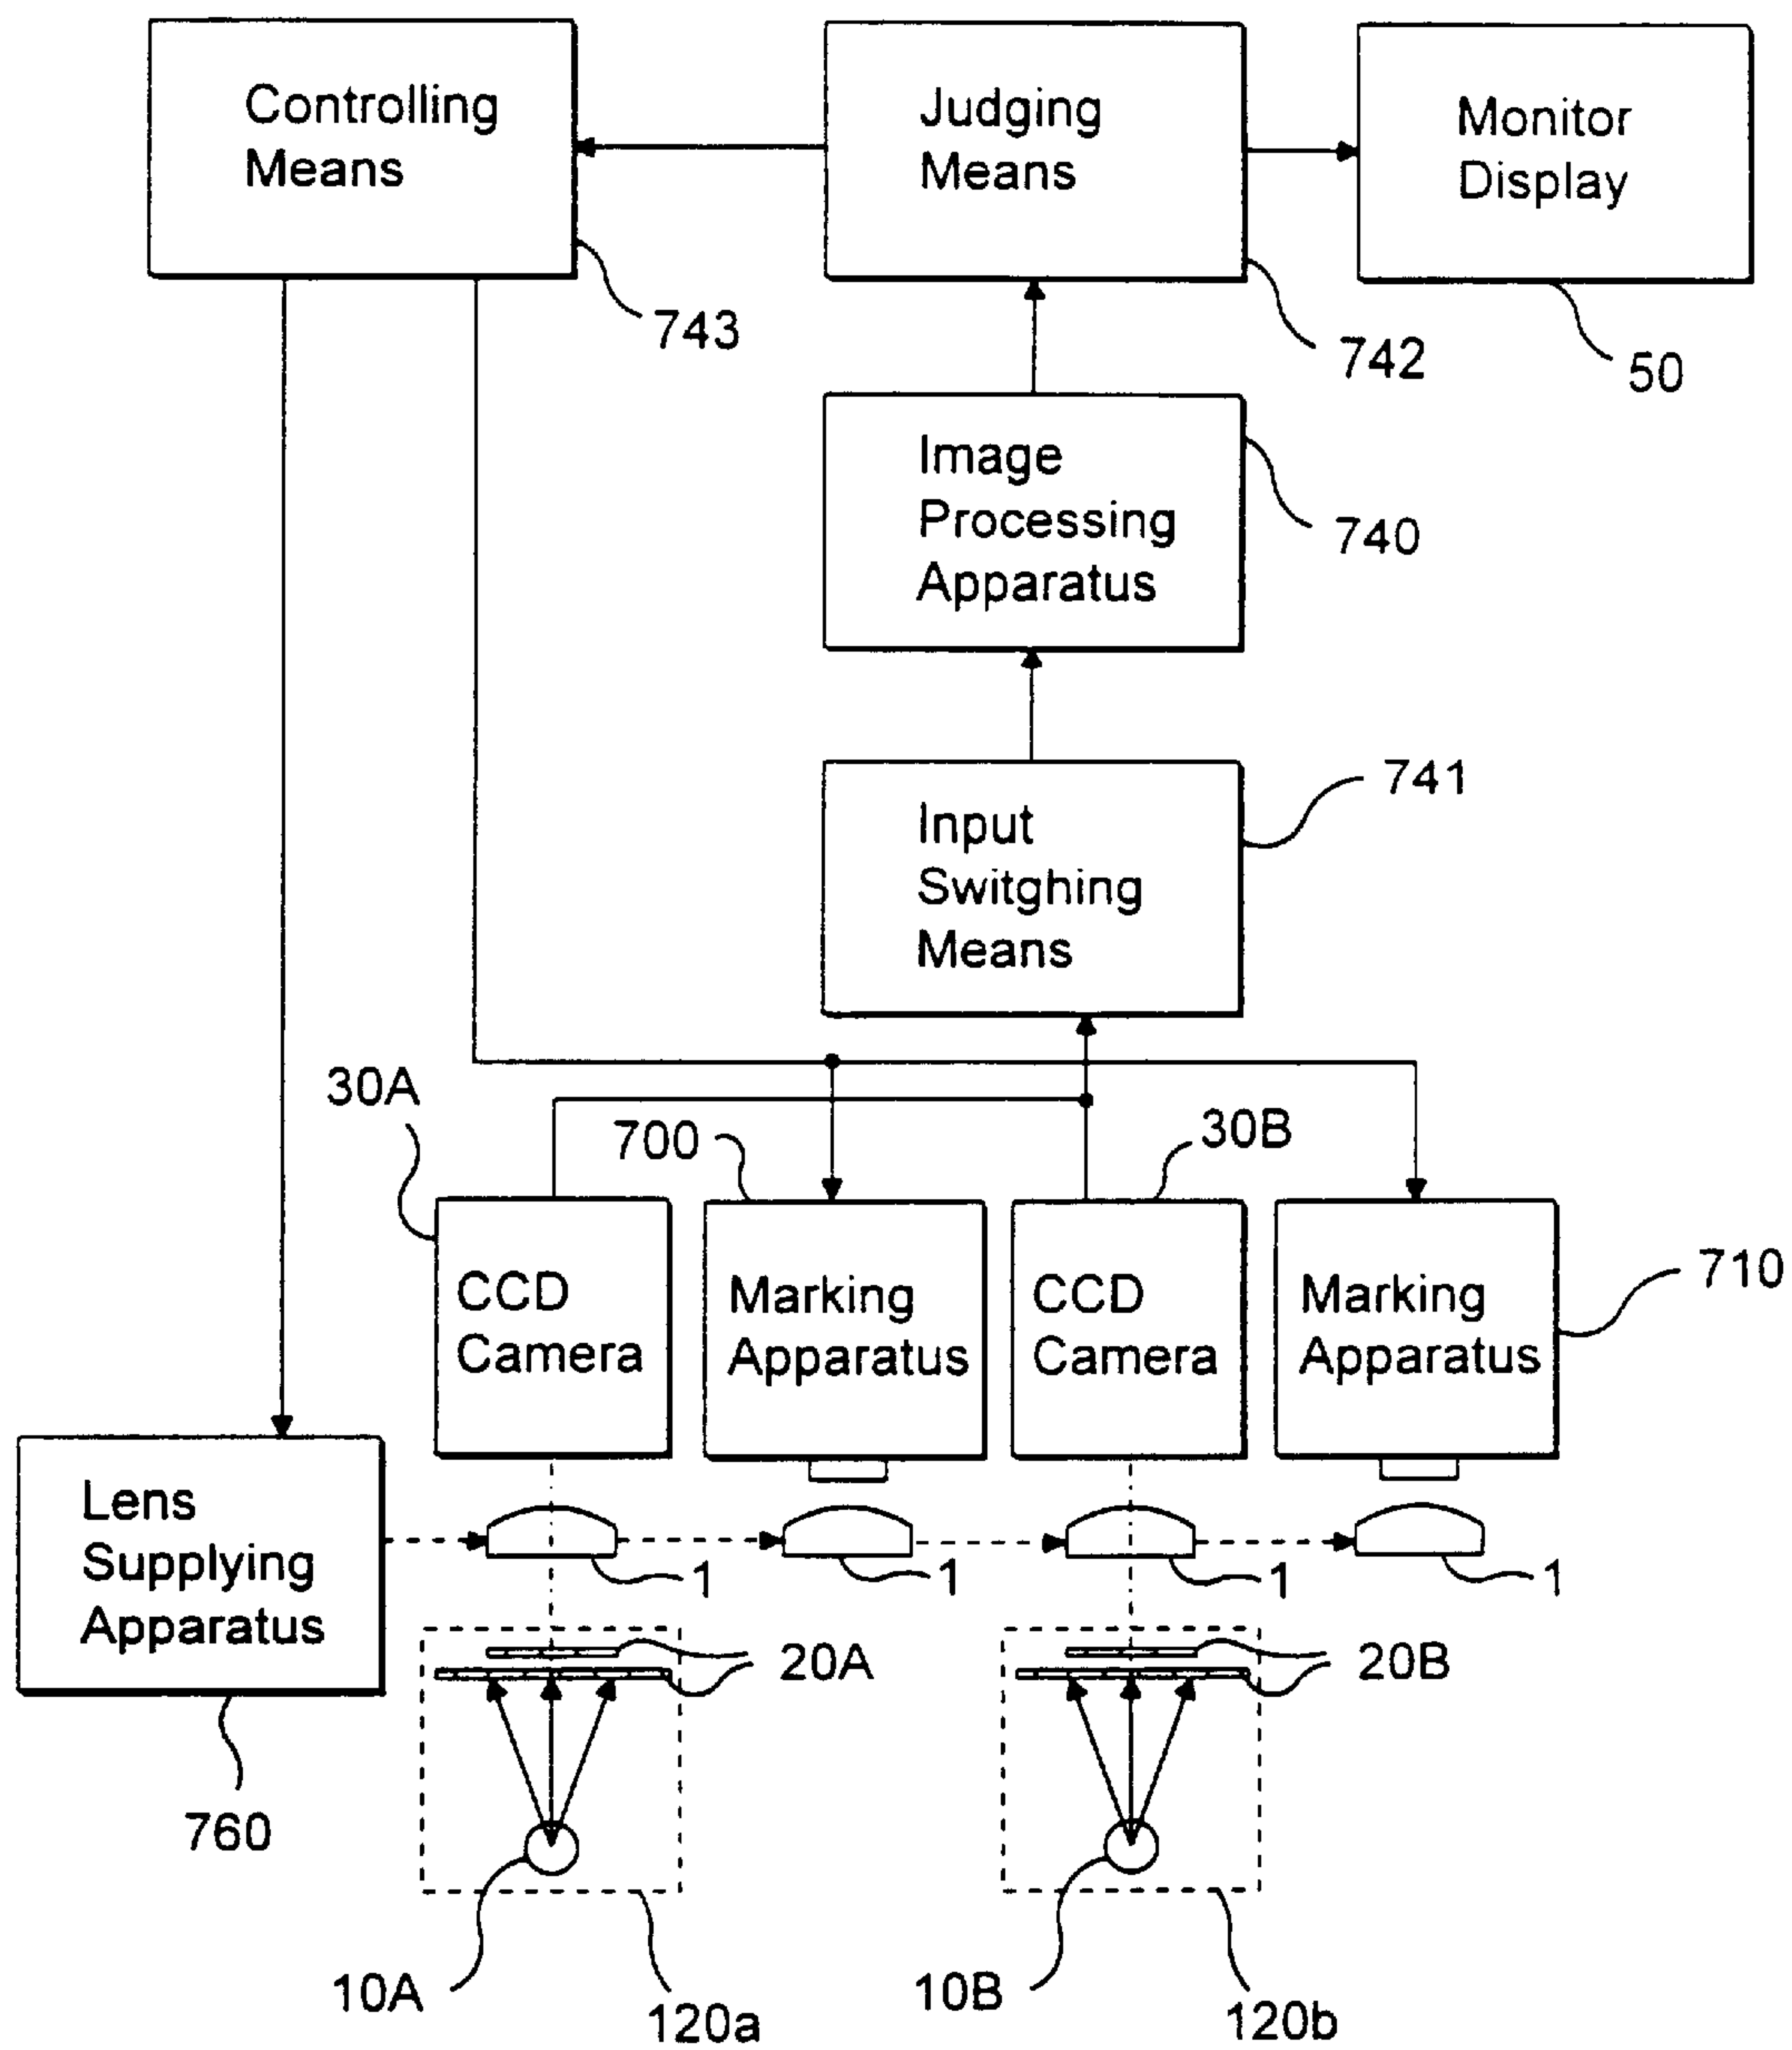 Controlling
Means
Judging
Means
Monitor
Display
743
742
50
Image
Processing
Apparatus
740
Input
Switghing
Means
741
30A
700
30B
CCD
Camera
Marking
Apparatus
CCD
Camera
Marking
Apparatus
710
Lens
Supplying
Apparatus
1
1
1
1
20A
20B
760
10A
120a
10B
120b